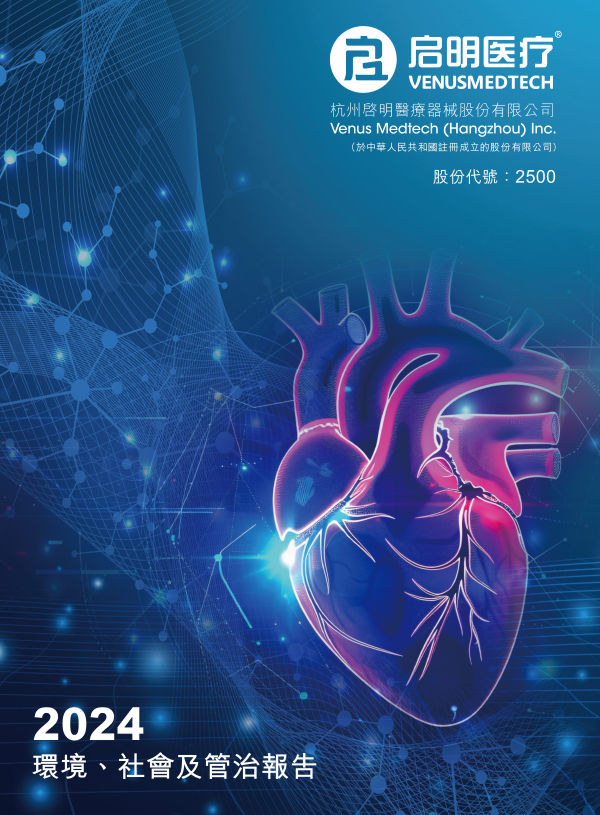 启明医疗®
VENUSMEDTECH
杭州啓明醫療器械股份有限公司
Venus Medtech (Hangzhou) Inc.
（於中華人民共和國註冊成立的股份有限公司）
股份代號：2500
2024
環境、社會及管治報告